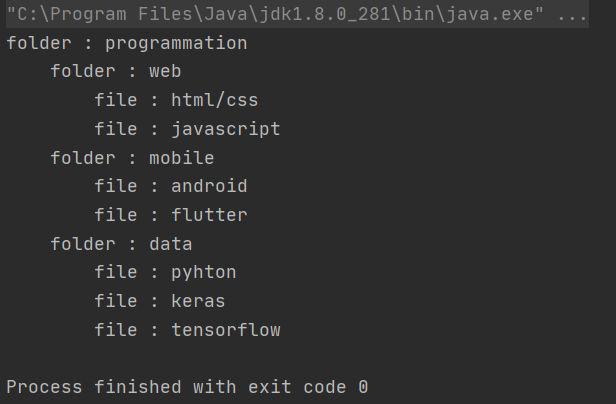 "C:\Program Files\Java\jdk1.8.0_281\bin\java.exe" ...
folder : programmation
    folder : web
        file : html/css
        file : javascript
    folder : mobile
        file : android
        file : flutter
    folder : data
        file : pyhton
        file : keras
        file : tensorflow

Process finished with exit code 0